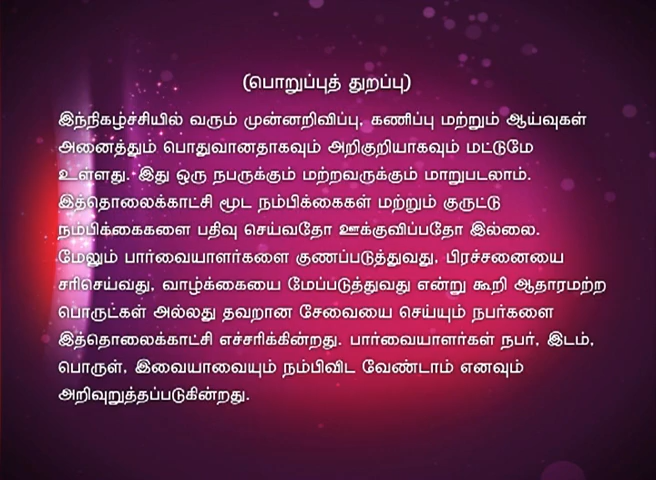 (பொறுப்புத் துறப்பு)
இந்நிகழ்ச்சியில் வரும் முன்னறிவிப்பு, கணிப்பு மற்றும் ஆய்வுகள்
அனைத்தும் பொதுவானதாகவும் அறிகுறியாகவும் மட்டுமே
உள்ளது. இது ஒரு நபருக்கும் மற்றவருக்கும் மாறுபடலாம்.
இத்தொலைக்காட்சி மூட நம்பிக்கைகள் மற்றும் குருட்டு
நம்பிக்கைகளை பதிவு செய்வதோ ஊக்குவிப்பதோ இல்லை.
மேலும் பார்வையாளர்களை குணப்படுத்துவது, பிரச்சனையை
சரிசெய்வது, வாழ்க்கையை மேப்படுத்துவது என்று கூறி ஆதாரமற்ற
பொருட்கள் அல்லது தவறான சேவையை செய்யும் நபர்களை
இத்தொலைக்காட்சி எச்சரிக்கின்றது. பார்வையாளர்கள் நபர், இடம்,
பொருள், இவையாவையும் நம்பிவிட வேண்டாம் எனவும்
அறிவுறுத்தப்படுகின்றது.